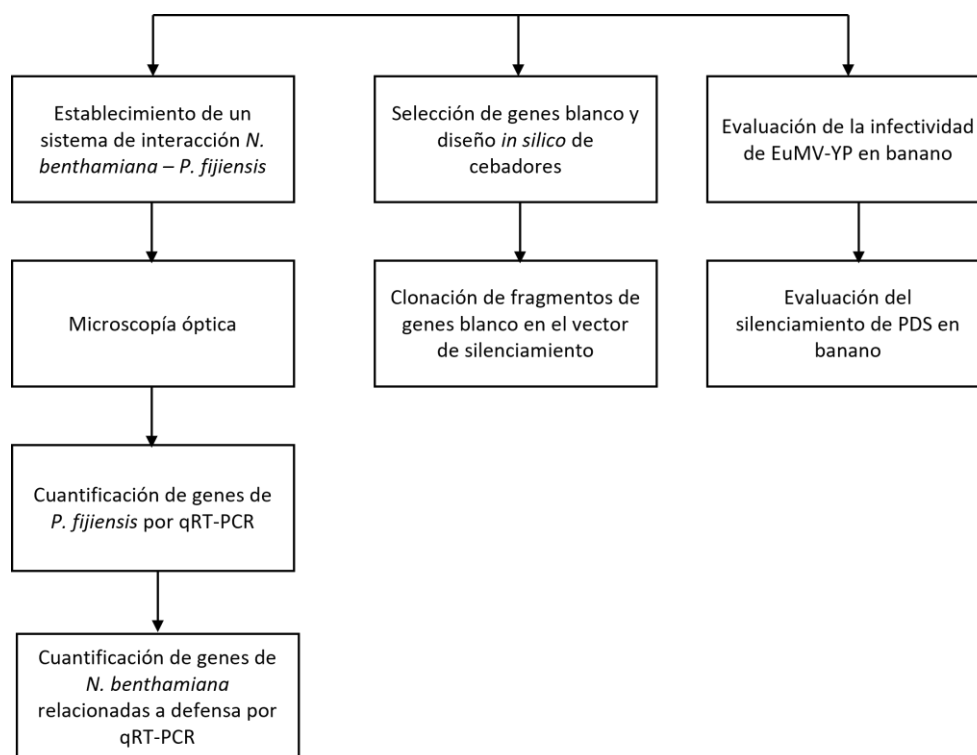 Establecimiento de un
sistema de interacción N.
benthamiana – P. fijiensis
Selección de genes blanco y
diseño in silico de
cebadores
Evaluación de la infectividad
de EuMV-YP en banano
Microscopía óptica
Clonación de fragmentos de
genes blanco en el vector
de silenciamiento
Evaluación del
silenciamiento de PDS en
banano
Cuantificación de genes de
P. fijiensis por qRT-PCR
Cuantificación de genes de
N. benthamiana
relacionadas a defensa por
qRT-PCR